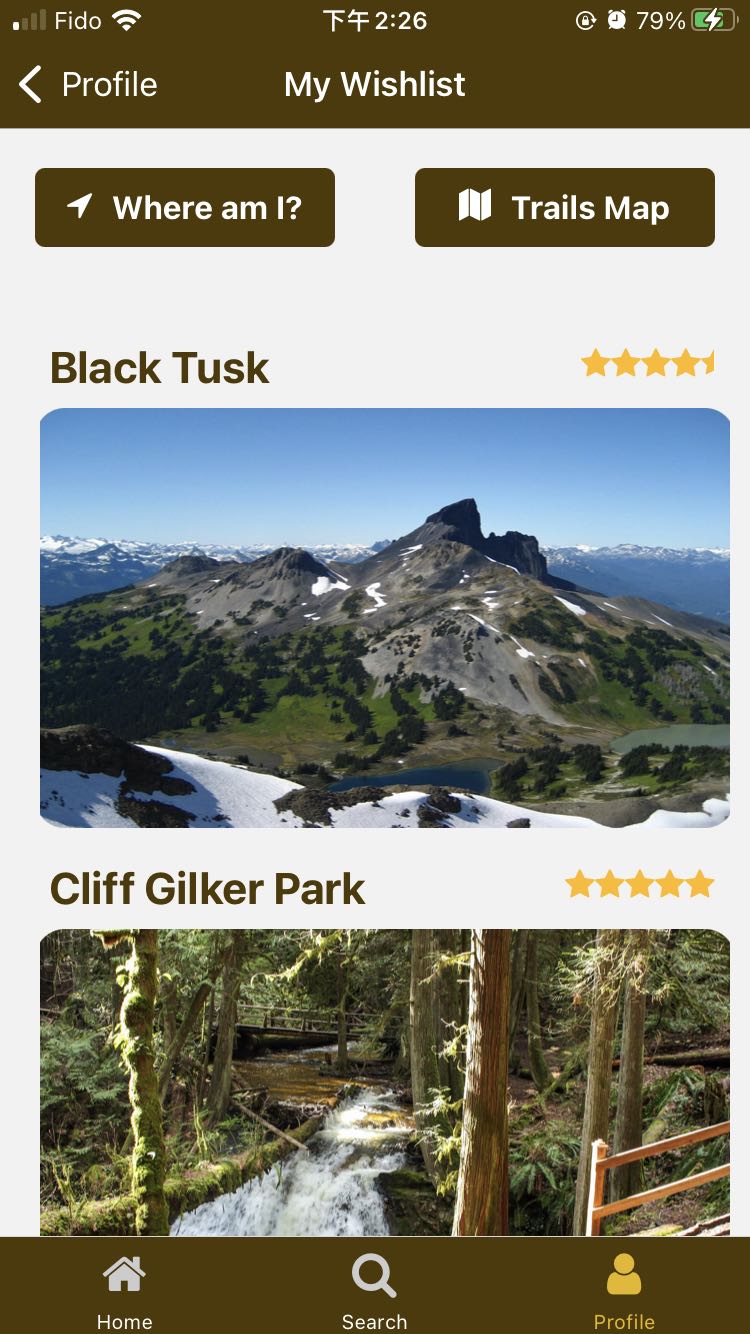 Fido 下午2:26 79%
Profile My Wishlist
Where am I? Trails Map
Black Tusk
Cliff Gilker Park
Home Search Profile